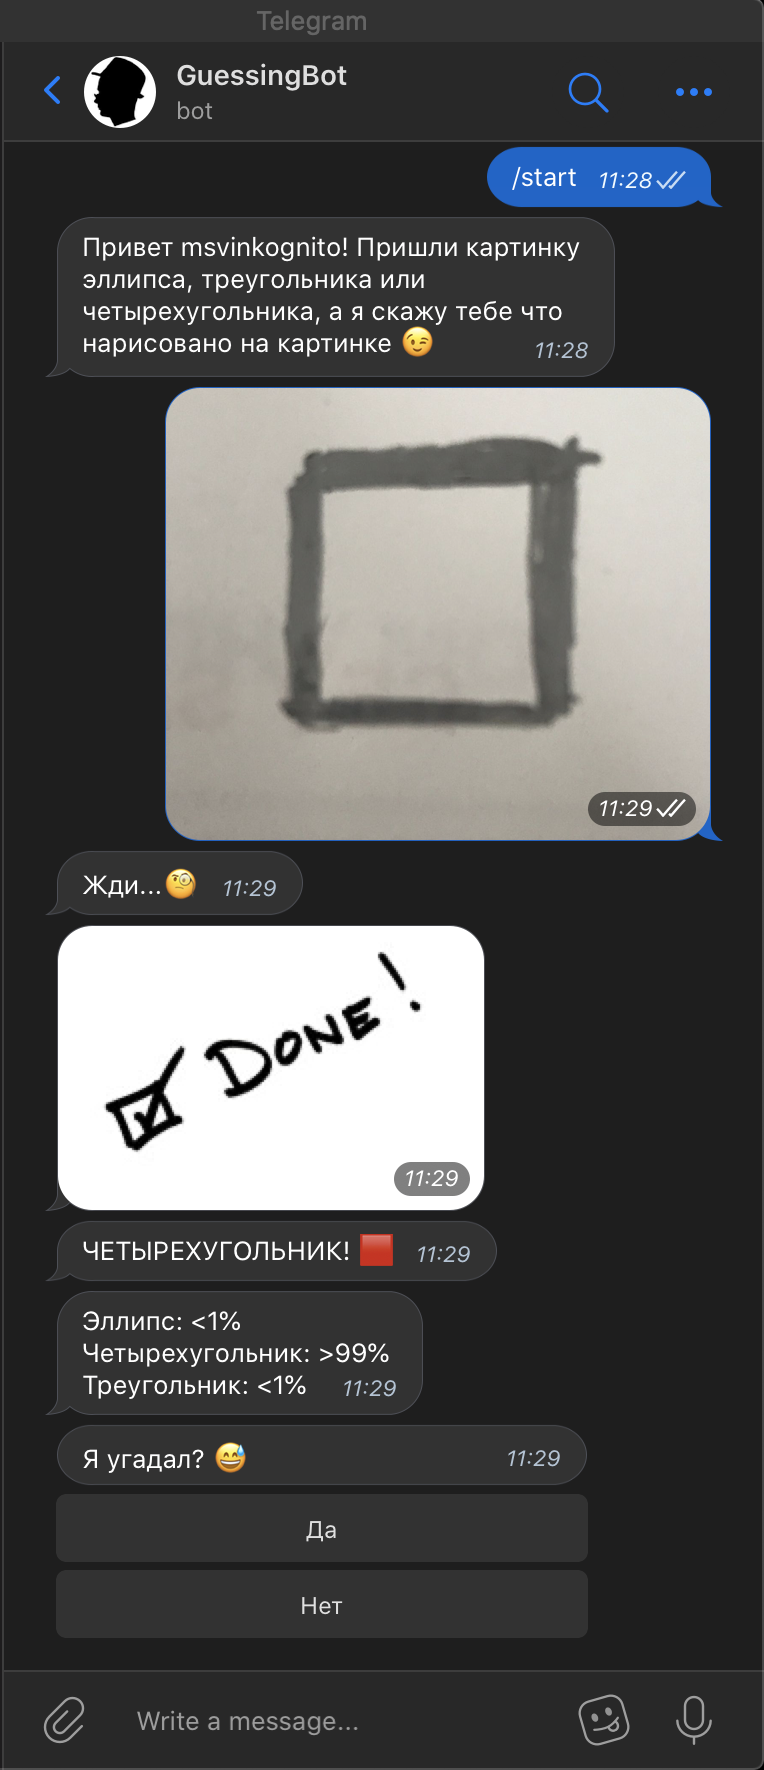 Telegram
GuessingBot
bot
/start 11:28
Привет msvinkognito! Пришли картинку
эллипса, треугольника или
четырехугольника, а я скажу тебе что
нарисовано на картинке 😉 11:28
11:29
Жди...🧐 11:29
DONE!
11:29
ЧЕТЫРЕХУГОЛЬНИК! 🟥 11:29
Эллипс: <1%
Четырехугольник: >99%
Треугольник: <1% 11:29
Я угадал? 😅 11:29
Да
Нет
Write a message...